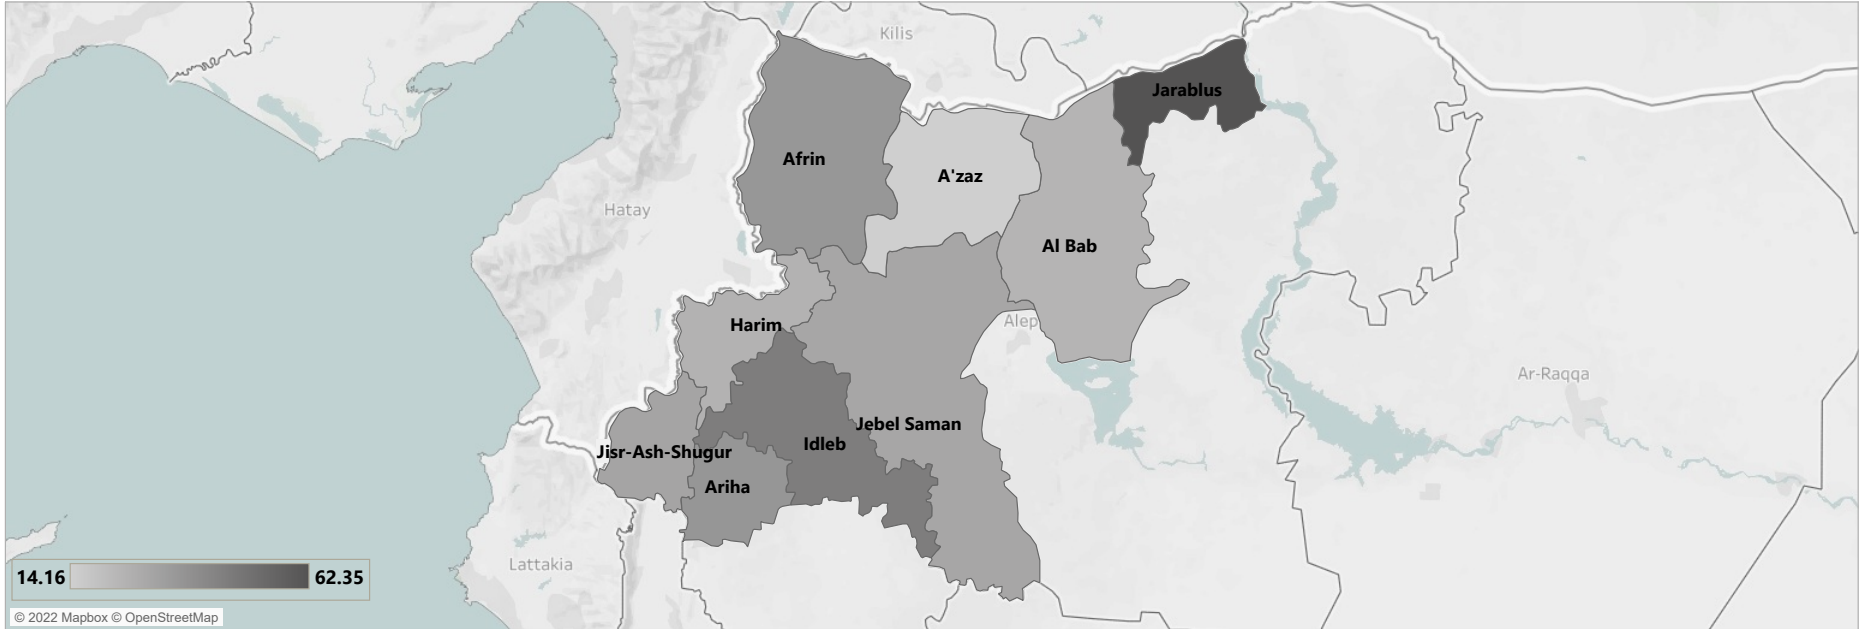 Kilis
Jarablus
Afrin
A'zaz
Hatay
Al Bab
Harim
Alep
Ar-Raqqa
Jebel Saman
Idleb
Jisr-Ash-Shugur
Ariha
Lattakia
14.16
62.35
© 2022 Mapbox © OpenStreetMap